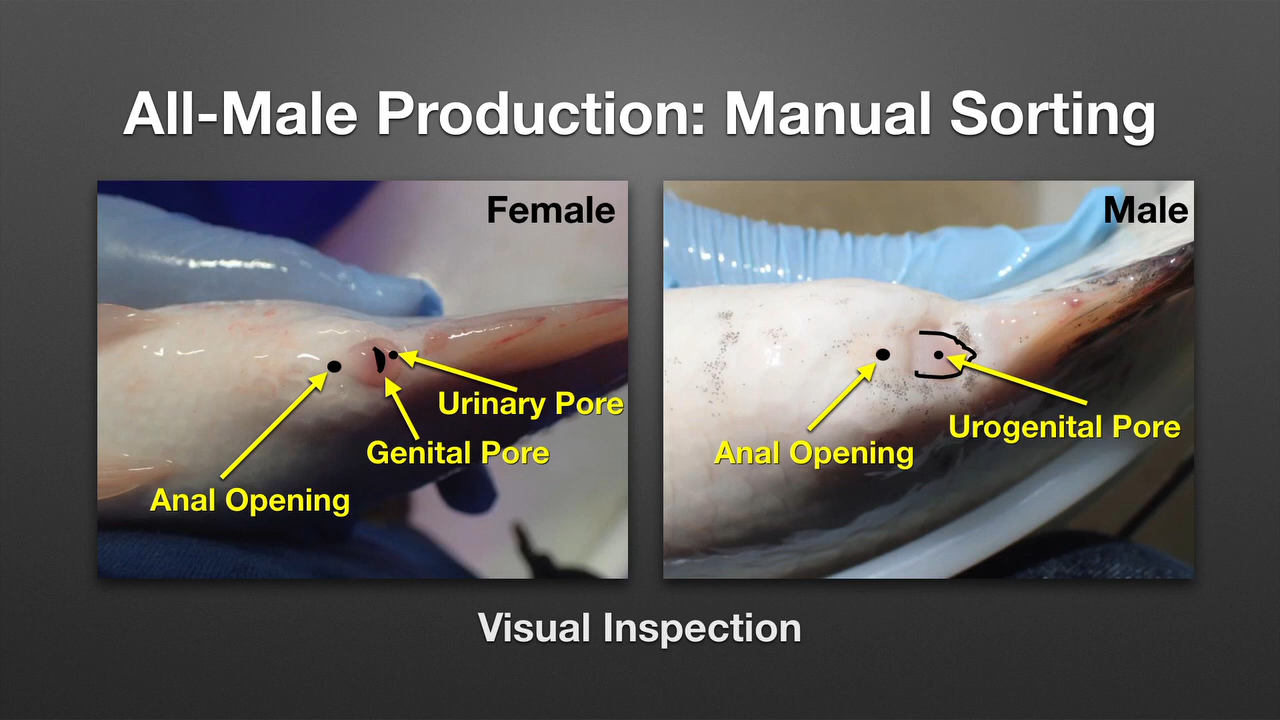 All-Male Production: Manual Sorting
Female
Urinary Pore
Genital Pore
Anal Opening
Male
Urogenital Pore
Anal Opening
Visual Inspection